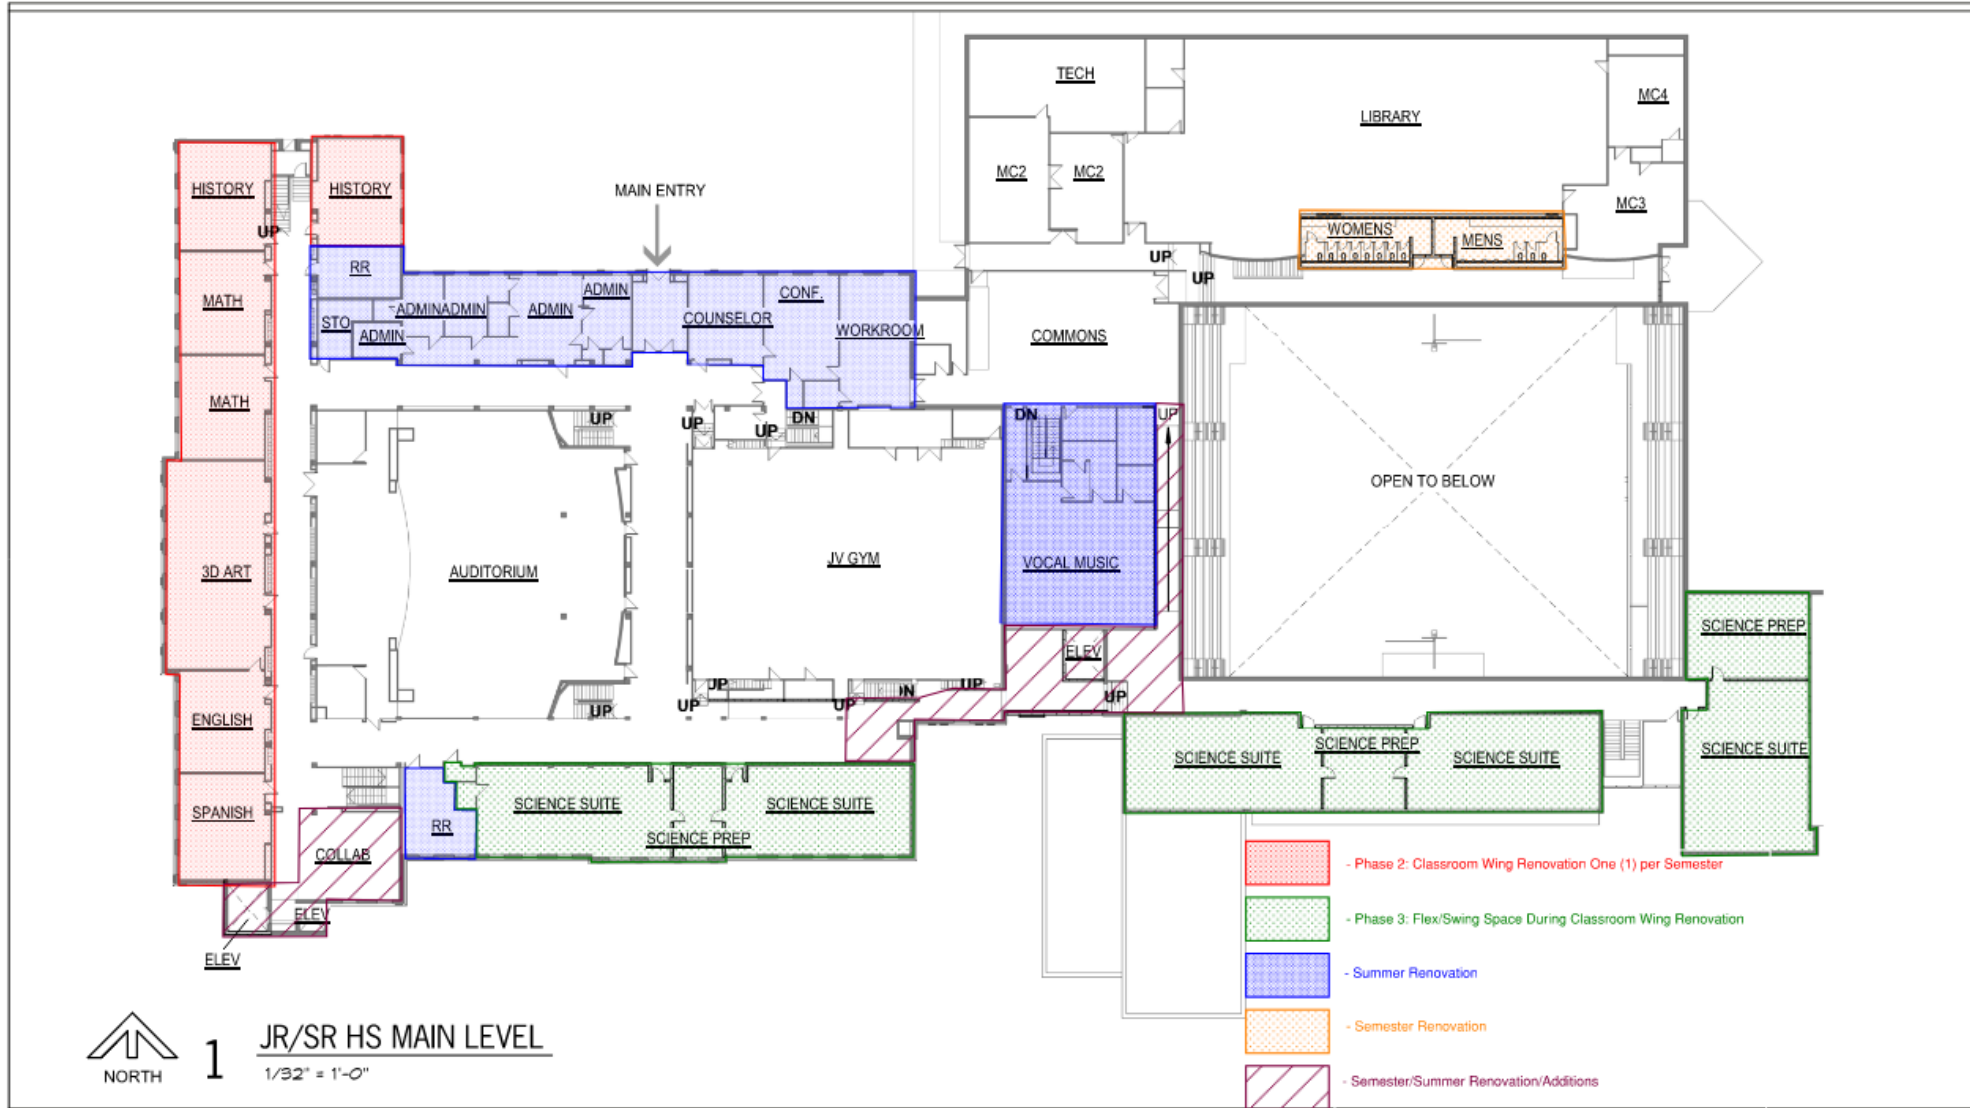 TECH
MC4
LIBRARY
MC2
MC2
HISTORY
HISTORY
MAIN ENTRY
MC3
UP
WOMENS
MENS
RR
UP
UP
MATH
ADMIN
ADMIN
ADMIN
ADMIN
CONF.
STO
COUNSELOR
ADMIN
WORKROOM
COMMONS
MATH
UP
UP
UP
DN
DN
UP
OPEN TO BELOW
3D ART
AUDITORIUM
JV GYM
VOCAL MUSIC
SCIENCE PREP
ELEV
UP
UP
UP
UP
UP
UP
ENGLISH
SCIENCE SUITE
SCIENCE PREP
SCIENCE SUITE
SCIENCE SUITE
SPANISH
SCIENCE SUITE
SCIENCE SUITE
RR
SCIENCE PREP
COLLAB
ELEV
ELEV
- Phase 2: Classroom Wing Renovation One (1) per Semester
- Phase 3: Flex/Swing Space During Classroom Wing Renovation
- Summer Renovation
- Semester Renovation
- Semester/Summer Renovation/Additions
NORTH
1
JR/SR HS MAIN LEVEL
1/32" = 1'-0"